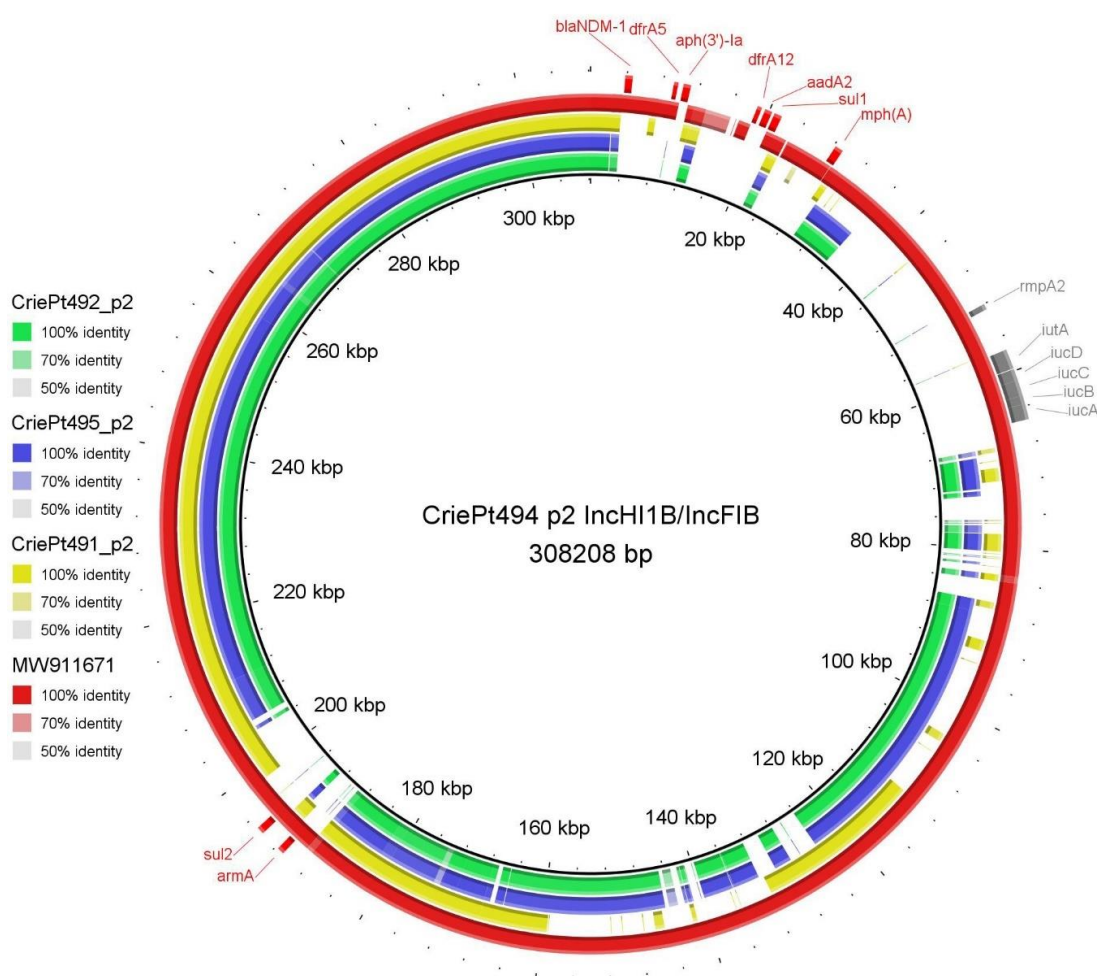 blaNDM-1
dfrA5
aph(3')-Ia
dfrA12
aadA2
sul1
mph(A)
300 kbp
20 kbp
280 kbp
40 kbp
rmpA2
iutA
iucD
iucC
iucB
iucA
260 kbp
60 kbp
240 kbp
CriePt494 p2 IncHI1B/IncFIB
308208 bp
80 kbp
220 kbp
100 kbp
200 kbp
120 kbp
180 kbp
140 kbp
160 kbp
sul2
armA
CriePt492_p2
100% identity
70% identity
50% identity
CriePt495_p2
100% identity
70% identity
50% identity
CriePt491_p2
100% identity
70% identity
50% identity
MW911671
100% identity
70% identity
50% identity